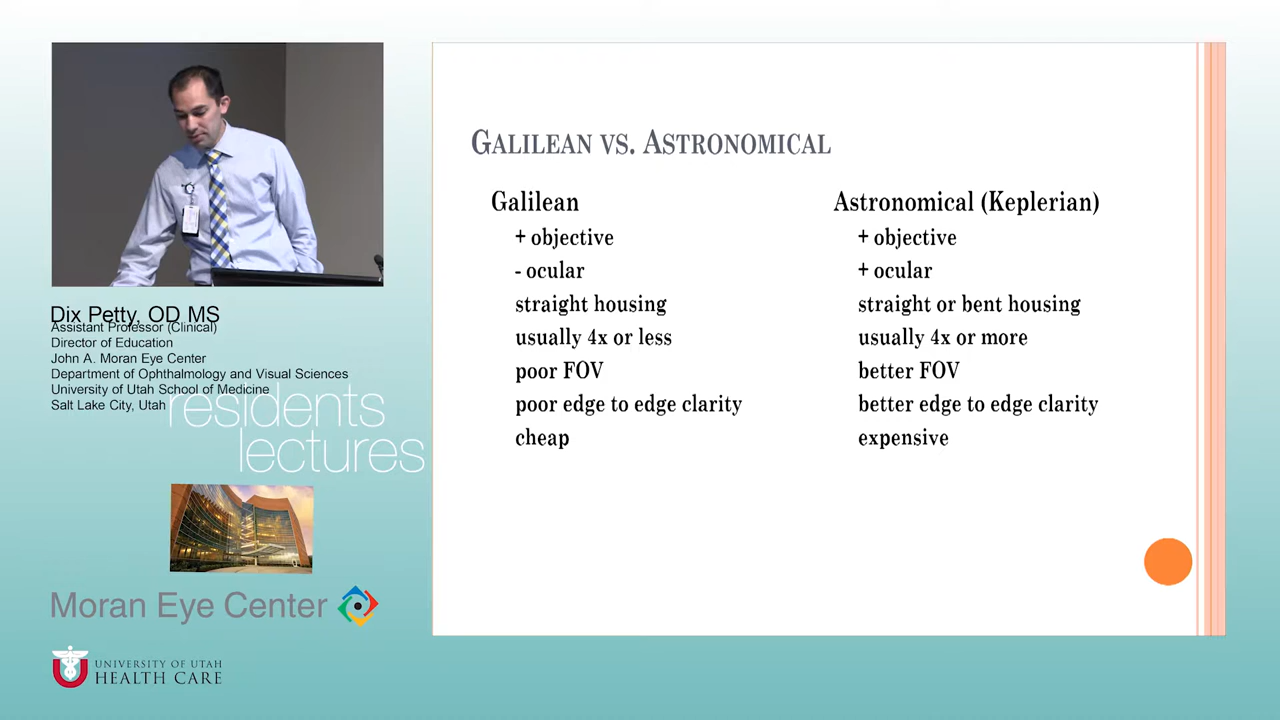 Dix Petty, OD MS
Assistant Professor (Clinical)
Director of Education
John A. Moran Eye Center
Department of Ophthalmology and Visual Sciences
University of Utah School of Medicine
Salt Lake City, Utah
residents
lectures
Moran Eye Center
UNIVERSITY OF UTAH
HEALTH CARE
GALILEAN VS. ASTRONOMICAL
Galilean
+ objective
- ocular
straight housing
usually 4x or less
poor FOV
poor edge to edge clarity
cheap
Astronomical (Keplerian)
+ objective
+ ocular
straight or bent housing
usually 4x or more
better FOV
better edge to edge clarity
expensive